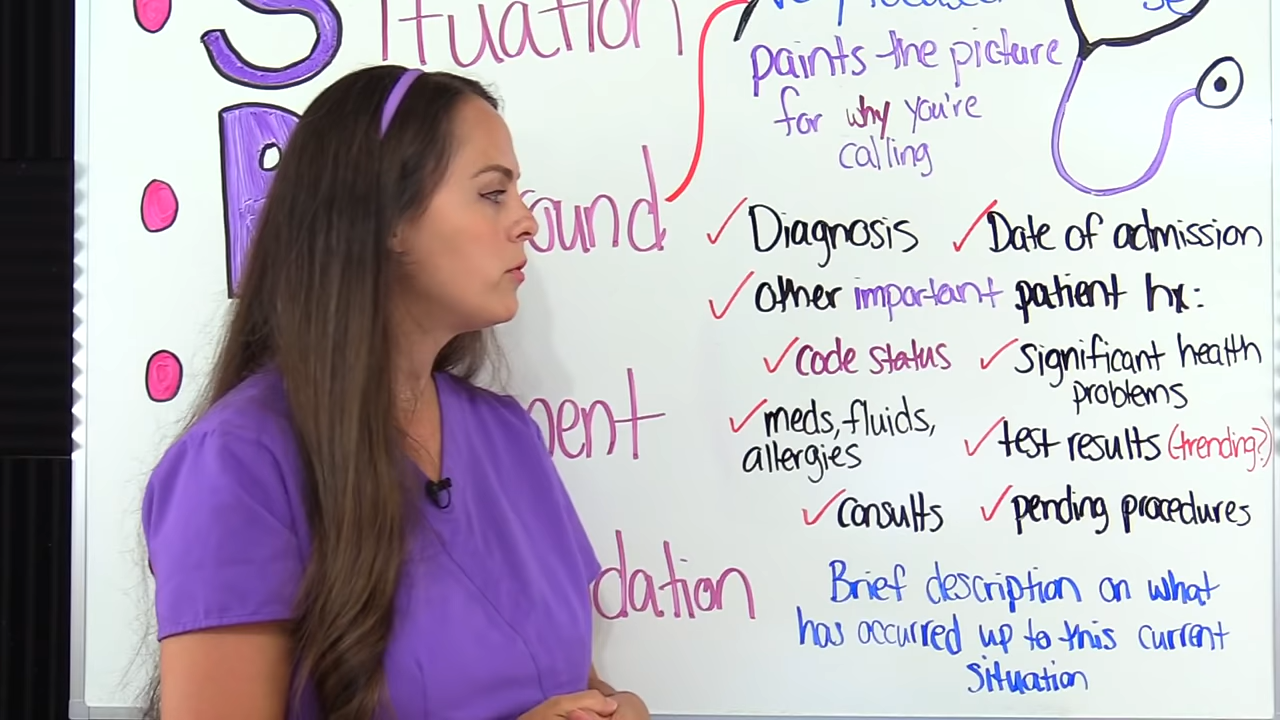 Situation
paints the picture
for why you're
calling
B ound
✓ Diagnosis ✓ Date of admission
✓ other important patient hx:
✓ code status ✓ significant health
problems
✓ meds, fluids,
allergies
✓ test results (trending?)
ment
✓ consults ✓ pending procedures
dation
Brief description on what
has occurred up to this current
situation